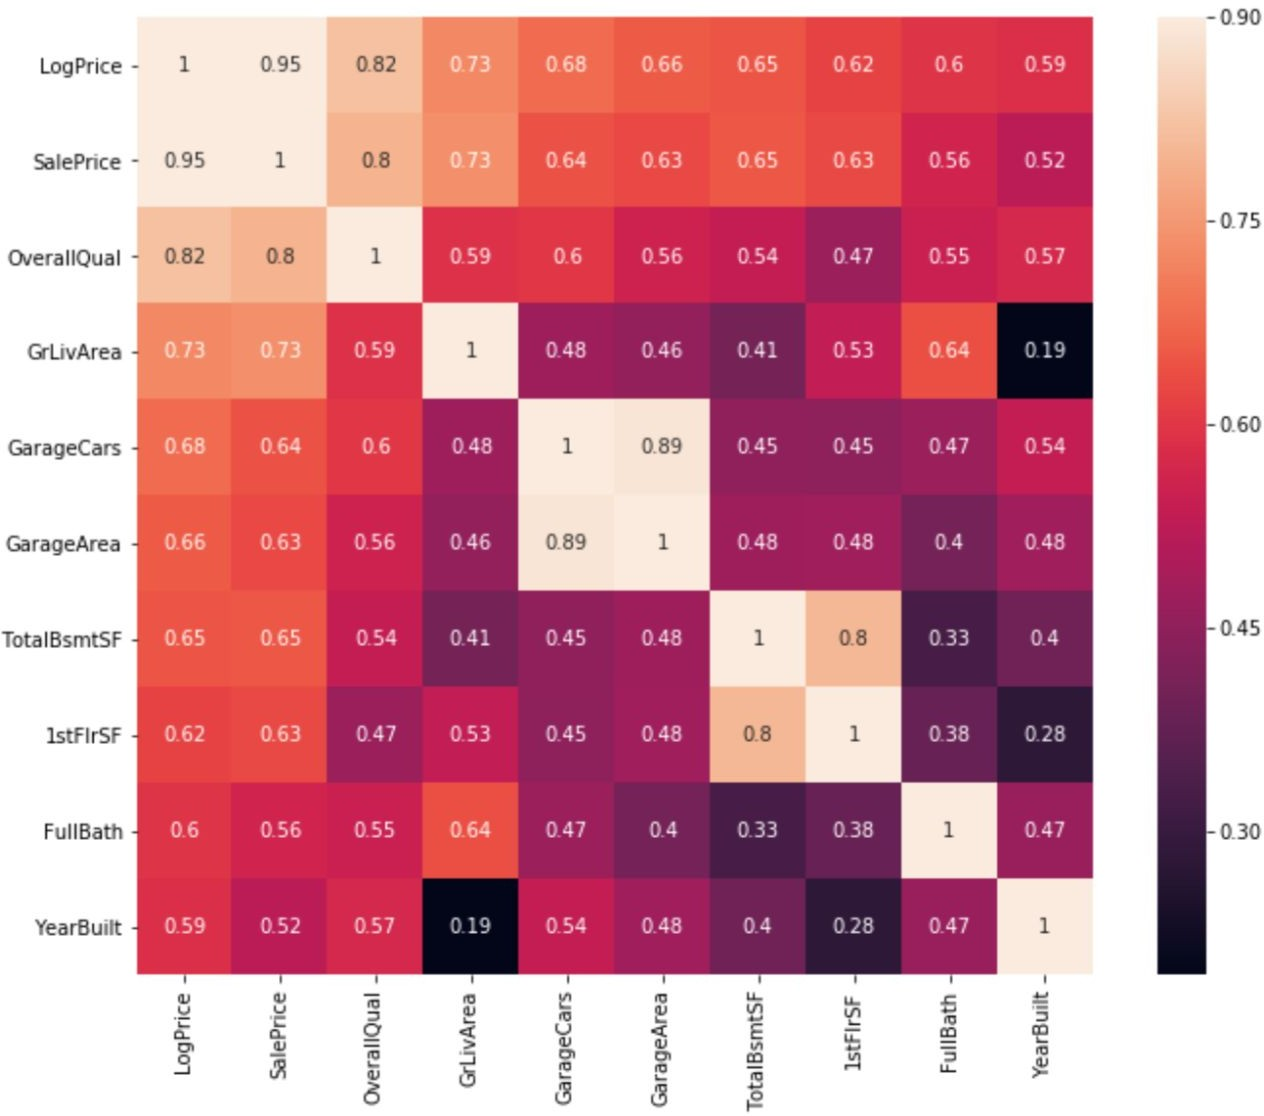 LogPrice 1 0.95 0.82 0.73 0.68 0.66 0.65 0.62 0.6 0.59
SalePrice 0.95 1 0.8 0.73 0.64 0.63 0.65 0.63 0.56 0.52
OverallQual 0.82 0.8 1 0.59 0.6 0.56 0.54 0.47 0.55 0.57
GrLivArea 0.73 0.73 0.59 1 0.48 0.46 0.41 0.53 0.64 0.19
GarageCars 0.68 0.64 0.6 0.48 1 0.89 0.45 0.45 0.47 0.54
GarageArea 0.66 0.63 0.56 0.46 0.89 1 0.48 0.48 0.4 0.48
TotalBsmtSF 0.65 0.65 0.54 0.41 0.45 0.48 1 0.8 0.33 0.4
1stFlrSF 0.62 0.63 0.47 0.53 0.45 0.48 0.8 1 0.38 0.28
FullBath 0.6 0.56 0.55 0.64 0.47 0.4 0.33 0.38 1 0.47
YearBuilt 0.59 0.52 0.57 0.19 0.54 0.48 0.4 0.28 0.47 1
LogPrice SalePrice OverallQual GrLivArea GarageCars GarageArea TotalBsmtSF 1stFlrSF FullBath YearBuilt
0.90
0.75
0.60
0.45
0.30